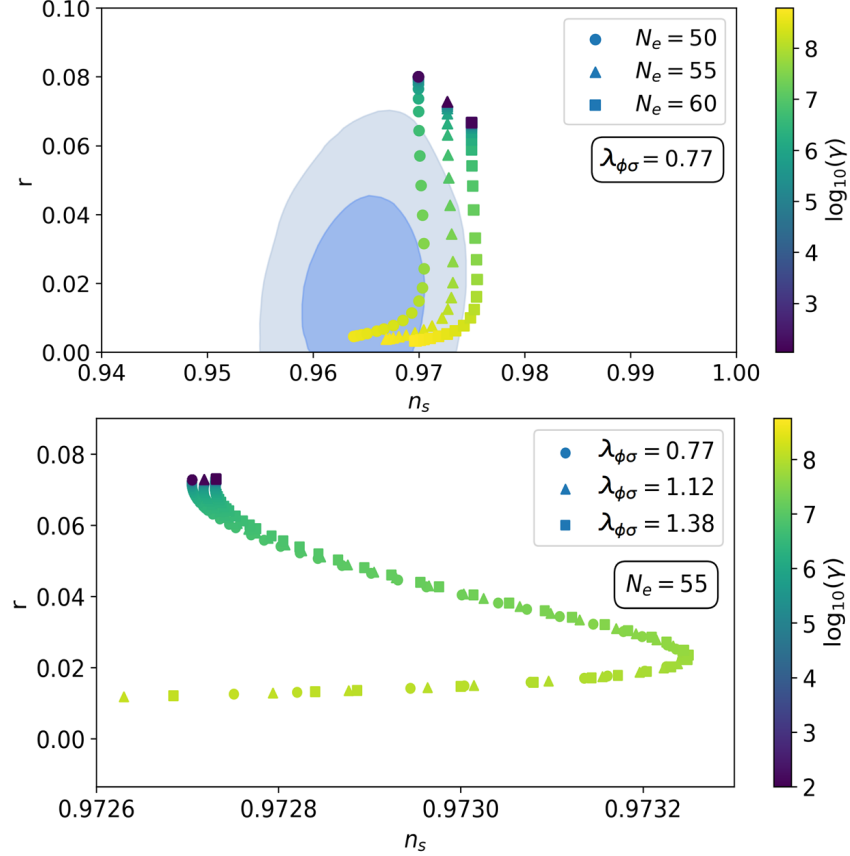 0.10
0.08
0.06
0.04
0.02
0.00
r
0.94
0.95
0.96
0.97
0.98
0.99
1.00
n_s
N_e = 50
N_e = 55
N_e = 60
λ_ϕσ = 0.77
8
7
6
5
4
3
log₁₀(γ)
0.08
0.06
0.04
0.02
0.00
r
0.9726
0.9728
0.9730
0.9732
n_s
λ_ϕσ = 0.77
λ_ϕσ = 1.12
λ_ϕσ = 1.38
N_e = 55
8
7
6
5
4
3
2
log₁₀(γ)